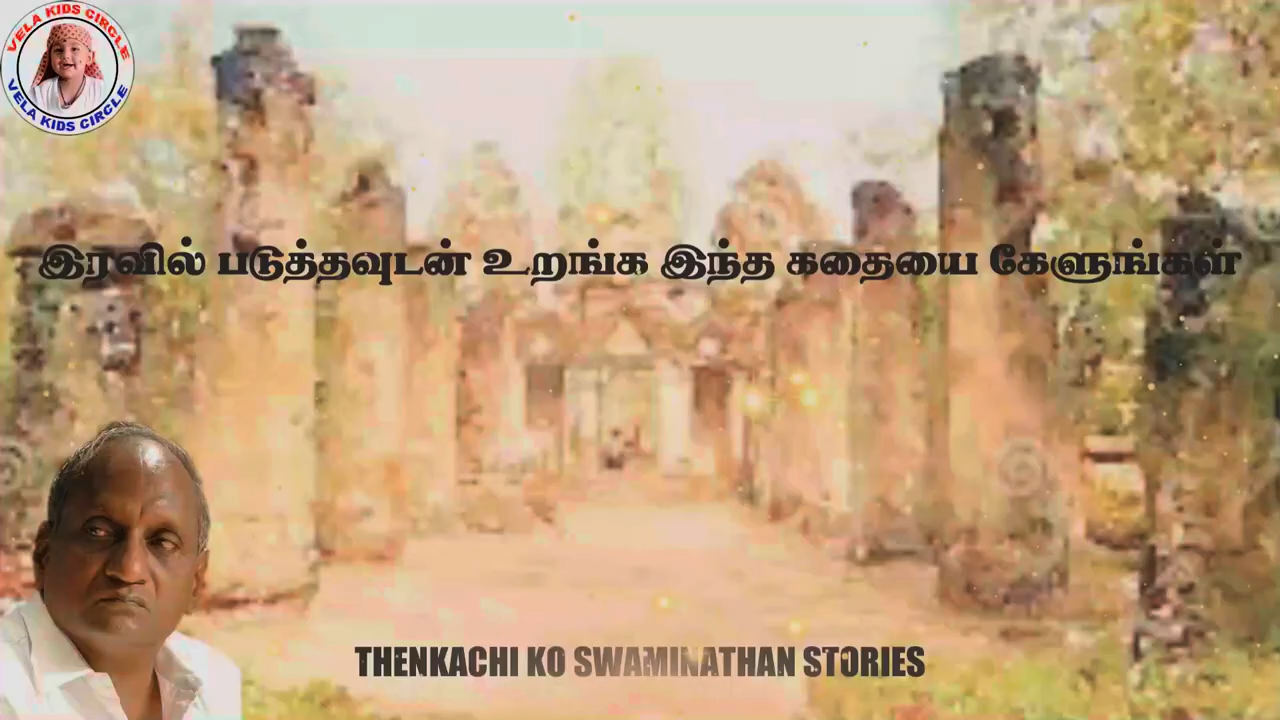 VELA KIDS CIRCLE
VELA KIDS CIRCLE
இரவில் படுத்தவுடன் உறங்க இந்த கதையை கேளுங்கள்
THENKACHI KO SWAMINATHAN STORIES